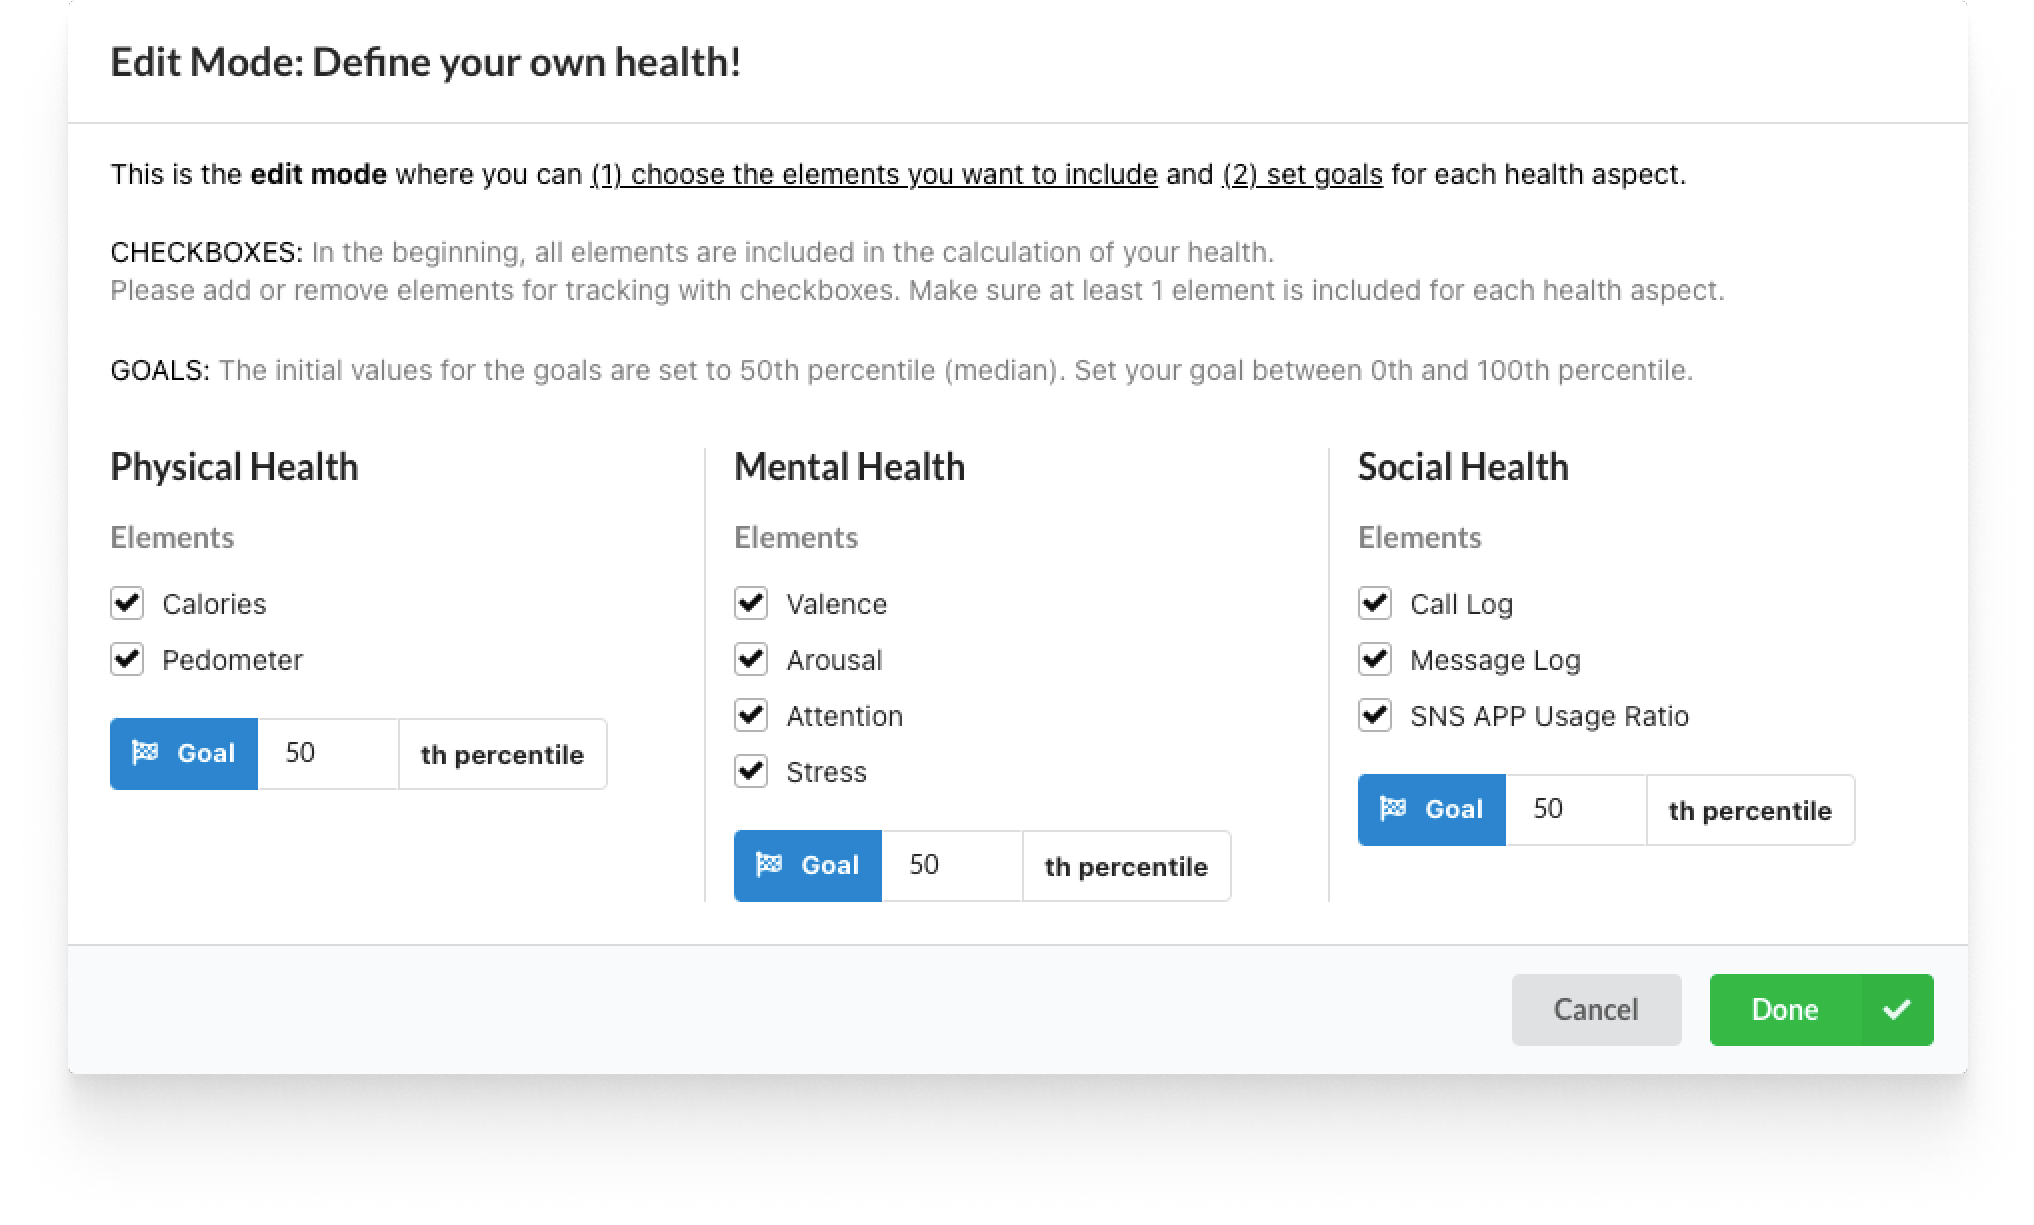 Edit Mode: Define your own health!
This is the edit mode where you can (1) choose the elements you want to include and (2) set goals for each health aspect.
CHECKBOXES: In the beginning, all elements are included in the calculation of your health.
Please add or remove elements for tracking with checkboxes. Make sure at least 1 element is included for each health aspect.
GOALS: The initial values for the goals are set to 50th percentile (median). Set your goal between 0th and 100th percentile.
Physical Health
Elements
Calories
Pedometer
Goal 50 th percentile
Mental Health
Elements
Valence
Arousal
Attention
Stress
Goal 50 th percentile
Social Health
Elements
Call Log
Message Log
SNS APP Usage Ratio
Goal 50 th percentile
Cancel
Done